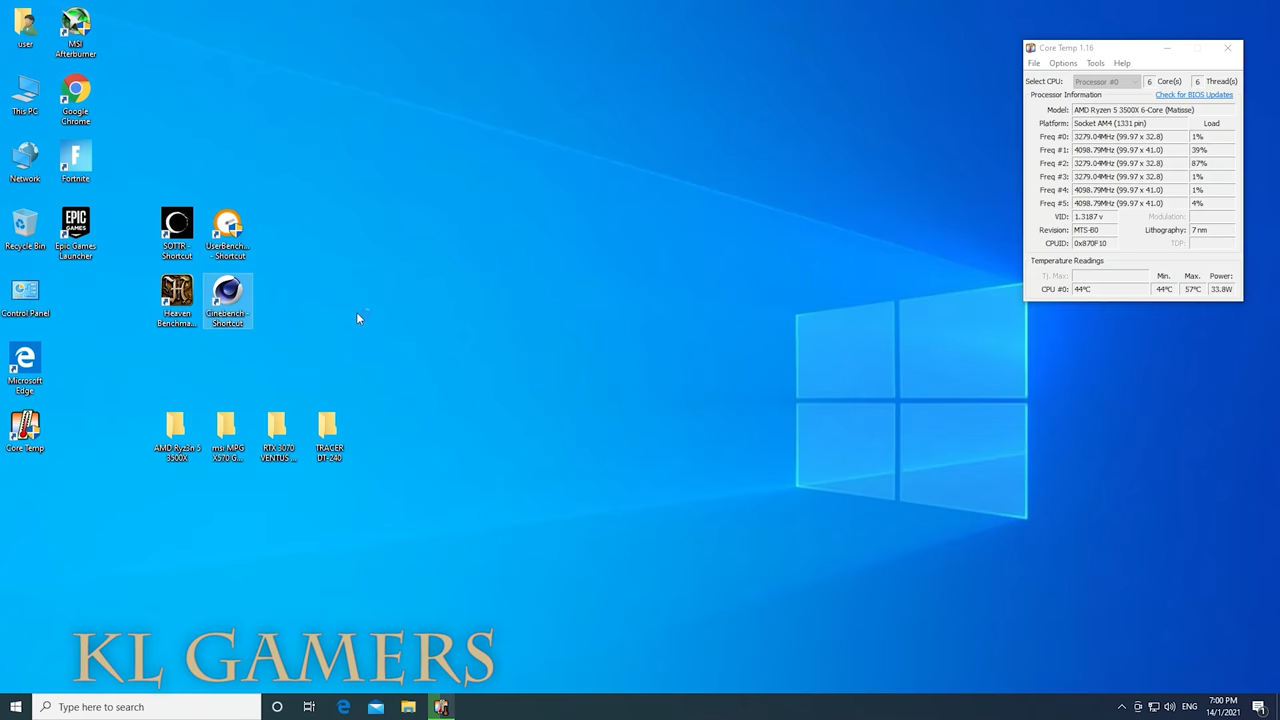 user
MSI
Afterburner
This PC
Google
Chrome
Network
Fortnite
Recycle Bin
Epic Games
Launcher
EPIC
GAMES
SOTTR -
Shortcut
UserBench...
- Shortcut
Control Panel
Heaven
Benchma...
Cinebench -
Shortcut
Microsoft
Edge
Core Temp
AMD Ryz5n 5
3500X
msi MPG
X570 G...
RTX 3070
VENTUS ...
TRACER
DT-240
Core Temp 1.16
File Options Tools Help
Select CPU: Processor #0 6 Core(s) 6 Thread(s)
Processor Information Check for BIOS Updates
Model: AMD Ryzen 5 3500X 6-Core (Matisse)
Platform: Socket AM4 (1331 pin) Load
Freq #0: 3279.04MHz (99.97 x 32.8) 1%
Freq #1: 4098.79MHz (99.97 x 41.0) 39%
Freq #2: 3279.04MHz (99.97 x 32.8) 87%
Freq #3: 3279.04MHz (99.97 x 32.8) 1%
Freq #4: 4098.79MHz (99.97 x 41.0) 1%
Freq #5: 4098.79MHz (99.97 x 41.0) 4%
VID: 1.3187 v Modulation:
Revision: MTS-B0 Lithography: 7 nm
CPUID: 0x870F10 TDP:
Temperature Readings
Tj. Max: Min. Max. Power:
CPU #0: 44°C 44°C 57°C 33.8W
KL GAMERS
Type here to search
ENG
7:00 PM
14/1/2021